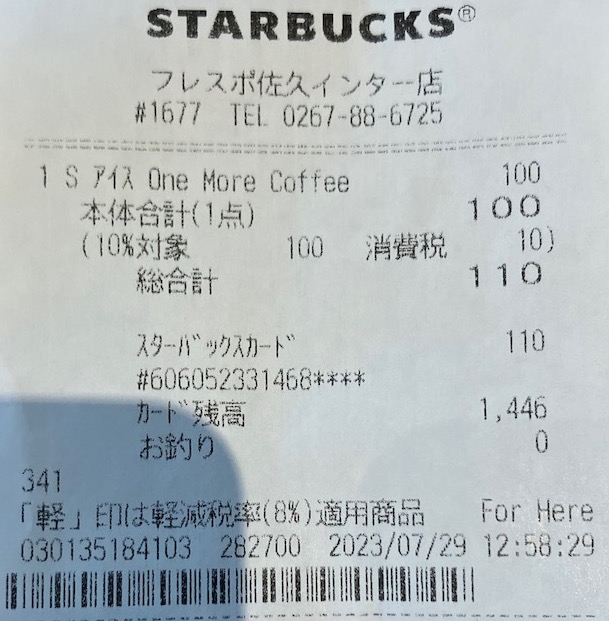 STARBUCKS®
フレスポ佐久インター店
#1677 TEL 0267-88-6725
1 S アイス One More Coffee 100
本体合計(1点) 100
(10%対象 100 消費税 10)
総合計 110
スターバックスカード 110
#606052331468****
カード残高 1,446
お釣り 0
341
「軽」印は軽減税率(8%)適用商品 For Here
030135184103 282700 2023/07/29 12:58:29